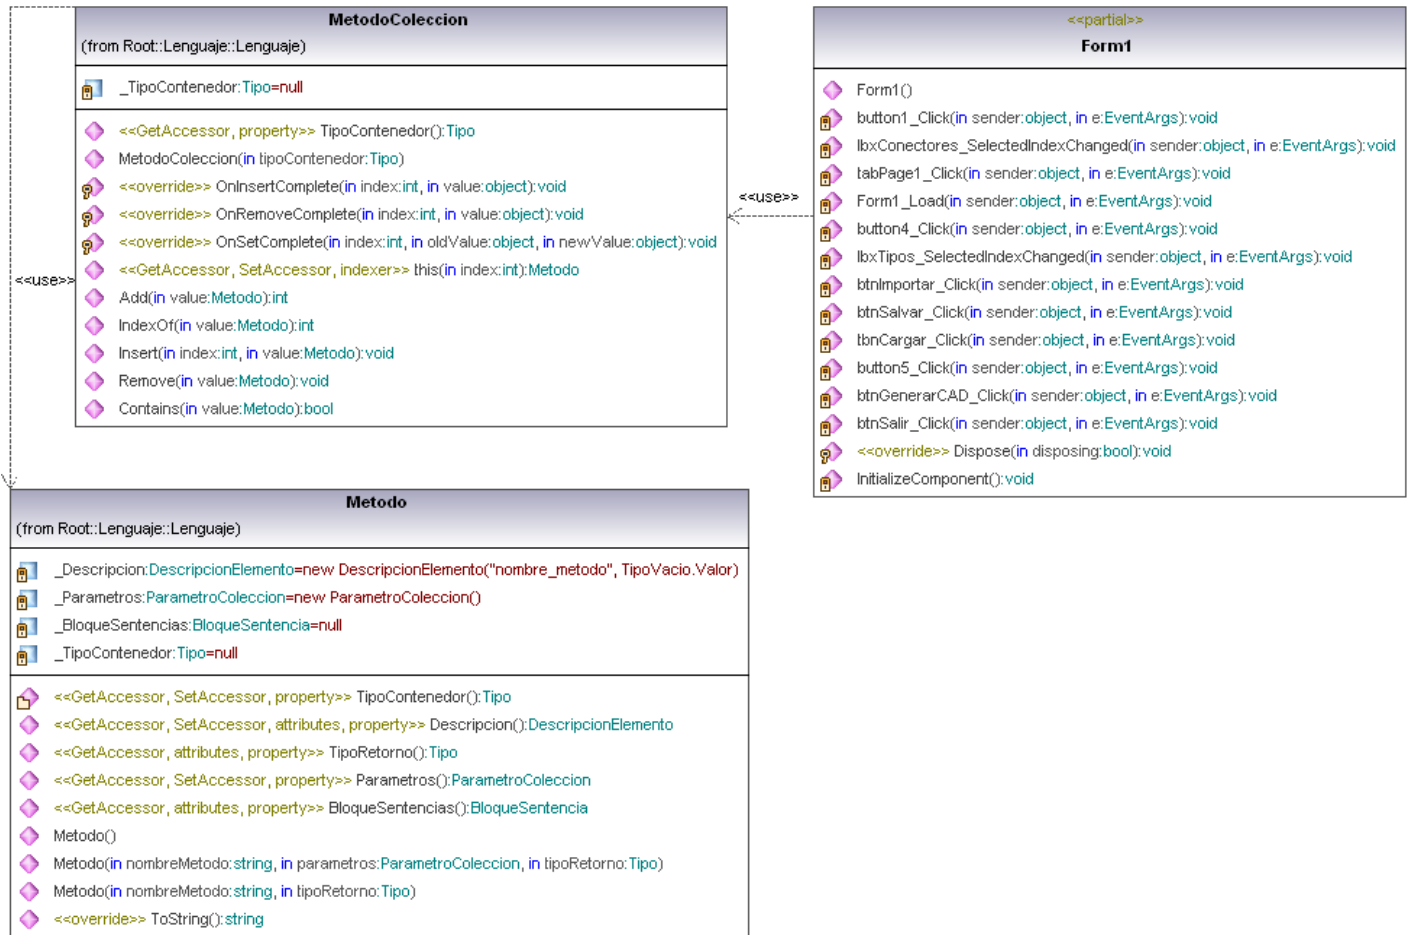 MetodoColeccion
(from Root::Lenguaje::Lenguaje)
_TipoContenedor:Tipo=null
<<GetAccessor, property>> TipoContenedor():Tipo
MetodoColeccion(in tipoContenedor:Tipo)
<<override>> OnInsertComplete(in index:int, in value:object):void
<<override>> OnRemoveComplete(in index:int, in value:object):void
<<override>> OnSetComplete(in index:int, in oldValue:object, in newValue:object):void
<<GetAccessor, SetAccessor, indexer>> this(in index:int):Metodo
Add(in value:Metodo):int
IndexOf(in value:Metodo):int
Insert(in index:int, in value:Metodo):void
Remove(in value:Metodo):void
Contains(in value:Metodo):bool
<<use>>
<<use>>
<<partial>>
Form1
Form1()
button1_Click(in sender:object, in e:EventArgs):void
lbxConectores_SelectedIndexChanged(in sender:object, in e:EventArgs):void
tabPage1_Click(in sender:object, in e:EventArgs):void
Form1_Load(in sender:object, in e:EventArgs):void
button4_Click(in sender:object, in e:EventArgs):void
lbxTipos_SelectedIndexChanged(in sender:object, in e:EventArgs):void
btnImportar_Click(in sender:object, in e:EventArgs):void
btnSalvar_Click(in sender:object, in e:EventArgs):void
tbnCargar_Click(in sender:object, in e:EventArgs):void
button5_Click(in sender:object, in e:EventArgs):void
btnGenerarCAD_Click(in sender:object, in e:EventArgs):void
btnSalir_Click(in sender:object, in e:EventArgs):void
<<override>> Dispose(in disposing:bool):void
InitializeComponent():void
Metodo
(from Root::Lenguaje::Lenguaje)
_Descripcion:DescripcionElemento=new DescripcionElemento("nombre_metodo", TipoVacio.Valor)
_Parametros:ParametroColeccion=new ParametroColeccion()
_BloqueSentencias:BloqueSentencia=null
_TipoContenedor:Tipo=null
<<GetAccessor, SetAccessor, property>> TipoContenedor():Tipo
<<GetAccessor, SetAccessor, attributes, property>> Descripcion():DescripcionElemento
<<GetAccessor, attributes, property>> TipoRetorno():Tipo
<<GetAccessor, SetAccessor, property>> Parametros():ParametroColeccion
<<GetAccessor, attributes, property>> BloqueSentencias():BloqueSentencia
Metodo()
Metodo(in nombreMetodo:string, in parametros:ParametroColeccion, in tipoRetorno:Tipo)
Metodo(in nombreMetodo:string, in tipoRetorno:Tipo)
<<override>> ToString():string